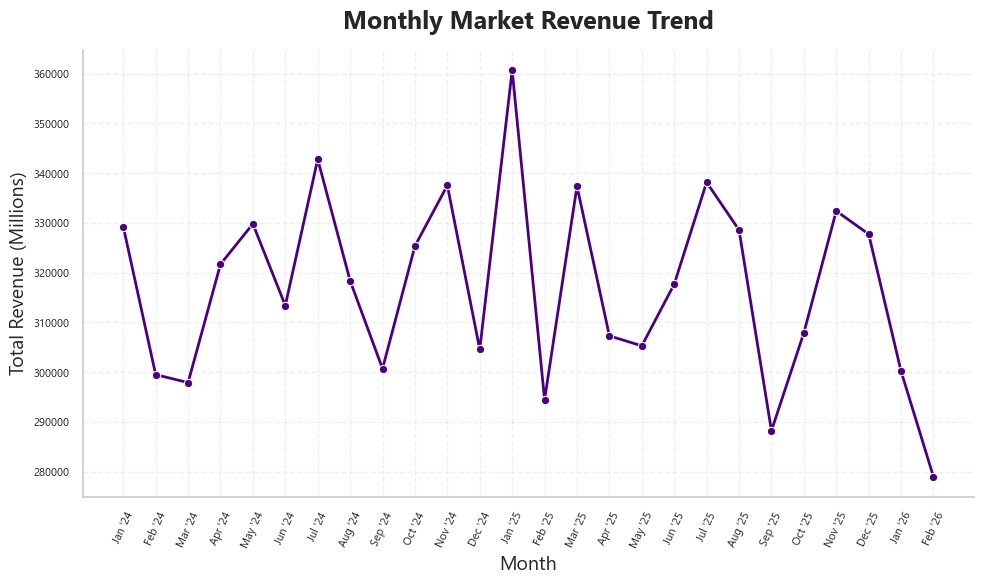 Monthly Market Revenue Trend
Total Revenue (Millions)
360000
350000
340000
330000
320000
310000
300000
290000
280000
Jan '24
Feb '24
Mar '24
Apr '24
May '24
Jun '24
Jul '24
Aug '24
Sep '24
Oct '24
Nov '24
Dec '24
Jan '25
Feb '25
Mar '25
Apr '25
May '25
Jun '25
Jul '25
Aug '25
Sep '25
Oct '25
Nov '25
Dec '25
Jan '26
Feb '26
Month